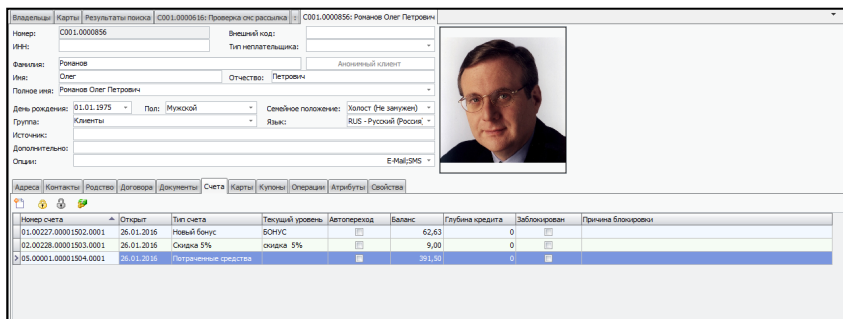 Владельцы Карты Результаты поиска C001.0000616: Проверка смс рассылка C001.0000856: Романов Олег Петрович
Номер: C001.0000856 Внешний код:
ИНН: Тип неплательщика:
Фамилия: Романов Анонимный клиент
Имя: Олег Отчество: Петрович
Полное имя: Романов Олег Петрович
День рождения: 01.01.1975 Пол: Мужской Семейное положение: Холост (Не замужем)
Группа: Клиенты Язык: RUS - Русский (Россия)
Источник:
Дополнительно:
Опции: E-Mail;SMS
Адреса Контакты Родство Договора Документы Счета Карты Купоны Операции Атрибуты Свойства
Номер счета Открыт Тип счета Текущий уровень Автопереход Баланс Глубина кредита Заблокирован Причина блокировки
01.00227.00001502.0001 26.01.2016 Новый бонус БОНУС 62,63 0
02.00228.00001503.0001 26.01.2016 Скидка 5% скидка 5% 9,00 0
05.00001.00001504.0001 26.01.2016 Потраченные средства 391,50 0